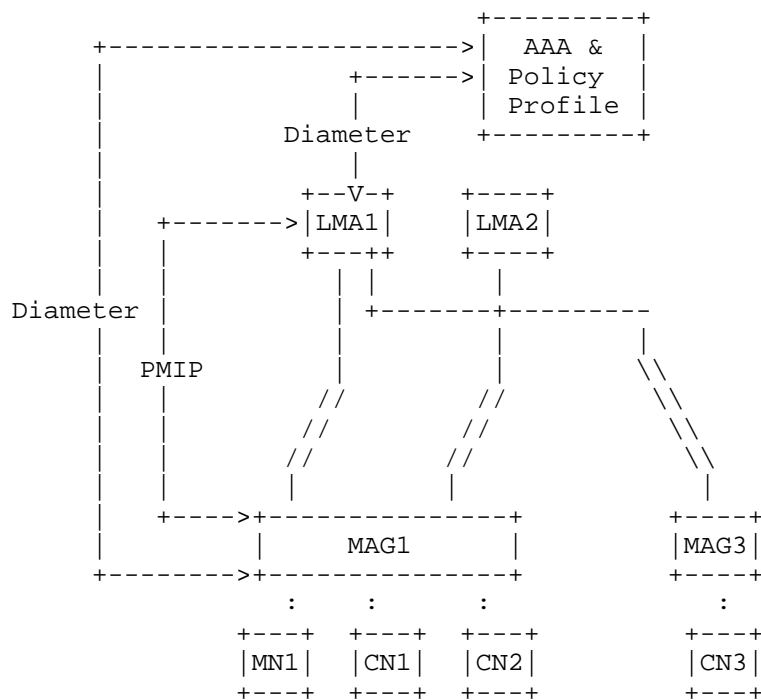 AAA &
Policy
Profile
Diameter
LMA1 LMA2
Diameter
PMIP
MAG1 MAG3
MN1 CN1 CN2 CN3